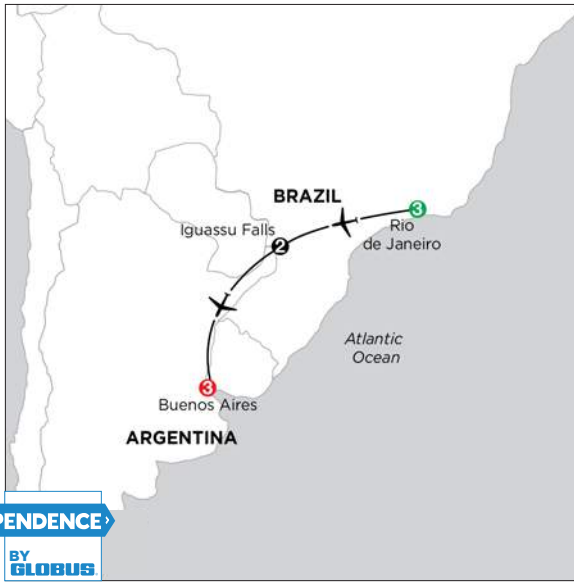 BRAZIL
3
Iguassu Falls
2
Rio
de Janeiro
Atlantic
Ocean
3
Buenos Aires
ARGENTINA
PENDENCE
BY
GLOBUS.